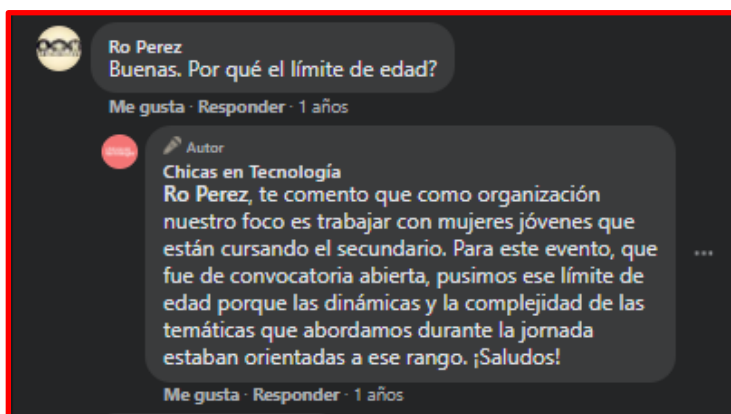 Ro Perez
Buenas. Por qué el límite de edad?
Me gusta · Responder · 1 años
Autor
Chicas en Tecnología
Ro Perez, te comento que como organización
nuestro foco es trabajar con mujeres jóvenes que
están cursando el secundario. Para este evento, que
fue de convocatoria abierta, pusimos ese límite de
edad porque las dinámicas y la complejidad de las
temáticas que abordamos durante la jornada
estaban orientadas a ese rango. ¡Saludos!
Me gusta · Responder · 1 años